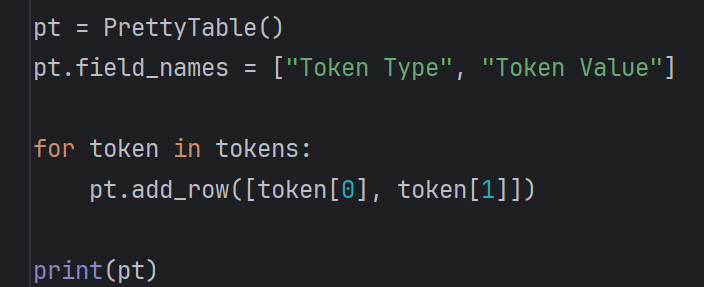 pt = PrettyTable()
pt.field_names = ["Token Type", "Token Value"]
for token in tokens:
    pt.add_row([token[0], token[1]])
print(pt)